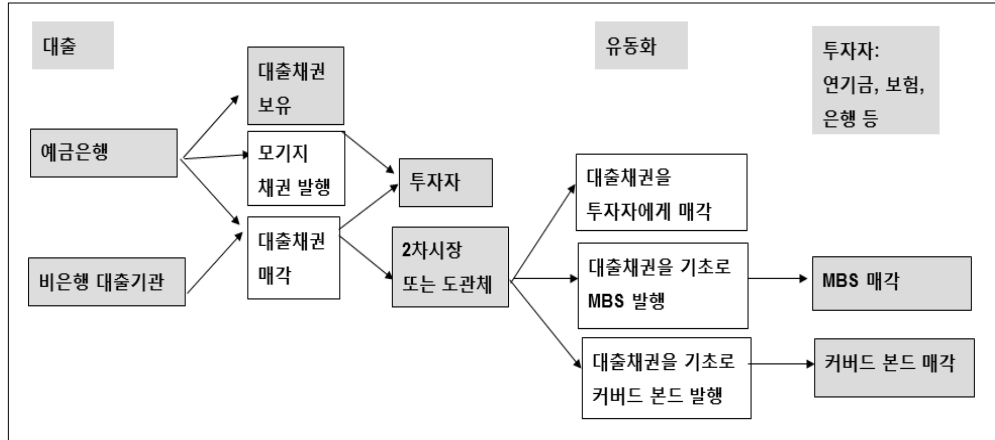 대출
유동화
투자자:
연기금, 보험,
은행 등
대출채권
보유
예금은행
모기지
채권 발행
투자자
대출채권을
투자자에게 매각
대출채권
매각
2차시장
또는 도관체
비은행 대출기관
대출채권을 기초로
MBS 발행
MBS 매각
대출채권을 기초로
커버드 본드 발행
커버드 본드 매각